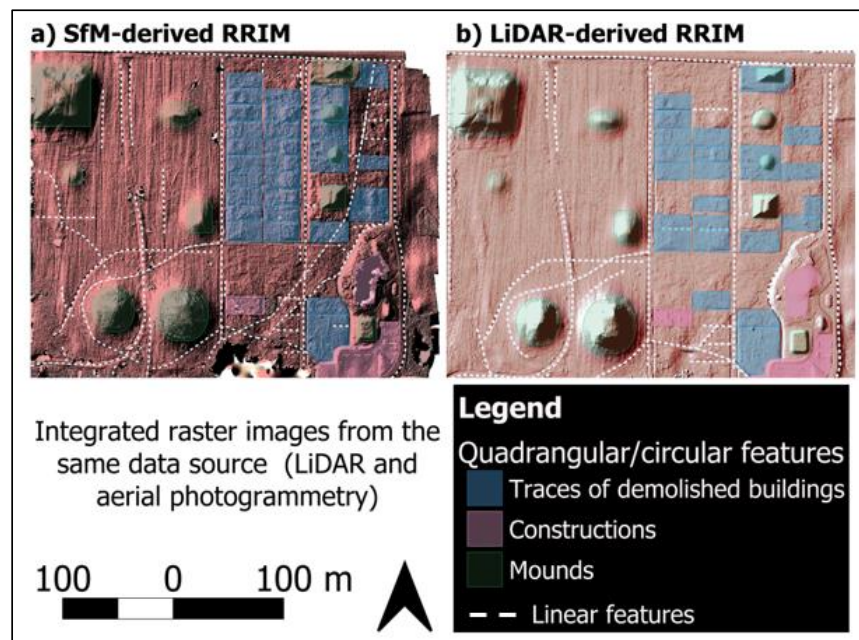 a) SfM-derived RRIM
b) LiDAR-derived RRIM
Integrated raster images from the
same data source (LiDAR and
aerial photogrammetry)
100 0 100 m
Legend
Quadrangular/circular features
Traces of demolished buildings
Constructions
Mounds
Linear features